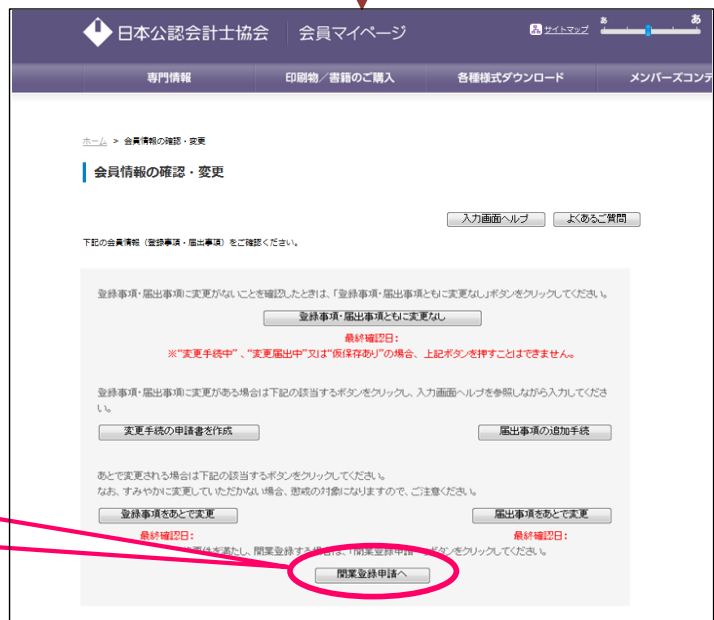 日本公認会計士協会 会員マイページ
サイトマップ あ あ
専門情報 印刷物／書籍のご購入 各種様式ダウンロード メンバーズコンテ
ホーム > 会員情報の確認・変更
会員情報の確認・変更
入力画面ヘルプ よくあるご質問
下記の会員情報（登録事項・届出事項）をご確認ください。
登録事項・届出事項に変更がないことを確認したときは、「登録事項・届出事項ともに変更なし」ボタンをクリックしてください。
登録事項・届出事項ともに変更なし
最終確認日：
※“変更手続中”、“変更届出中”又は“仮保存あり”の場合、上記ボタンを押すことはできません。
登録事項・届出事項に変更がある場合は下記の該当するボタンをクリックし、入力画面ヘルプを参照しながら入力してくださ
い。
変更手続の申請書を作成 届出事項の追加手続
あとで変更される場合は下記の該当するボタンをクリックしてください。
なお、すみやかに変更していただかない場合、懲戒の対象になりますので、ご注意ください。
登録事項をあとで変更 届出事項をあとで変更
最終確認日： 最終確認日：
要件を満たし、開業登録する場合は、「開業登録申請へ」ボタンをクリックしてください。
開業登録申請へ